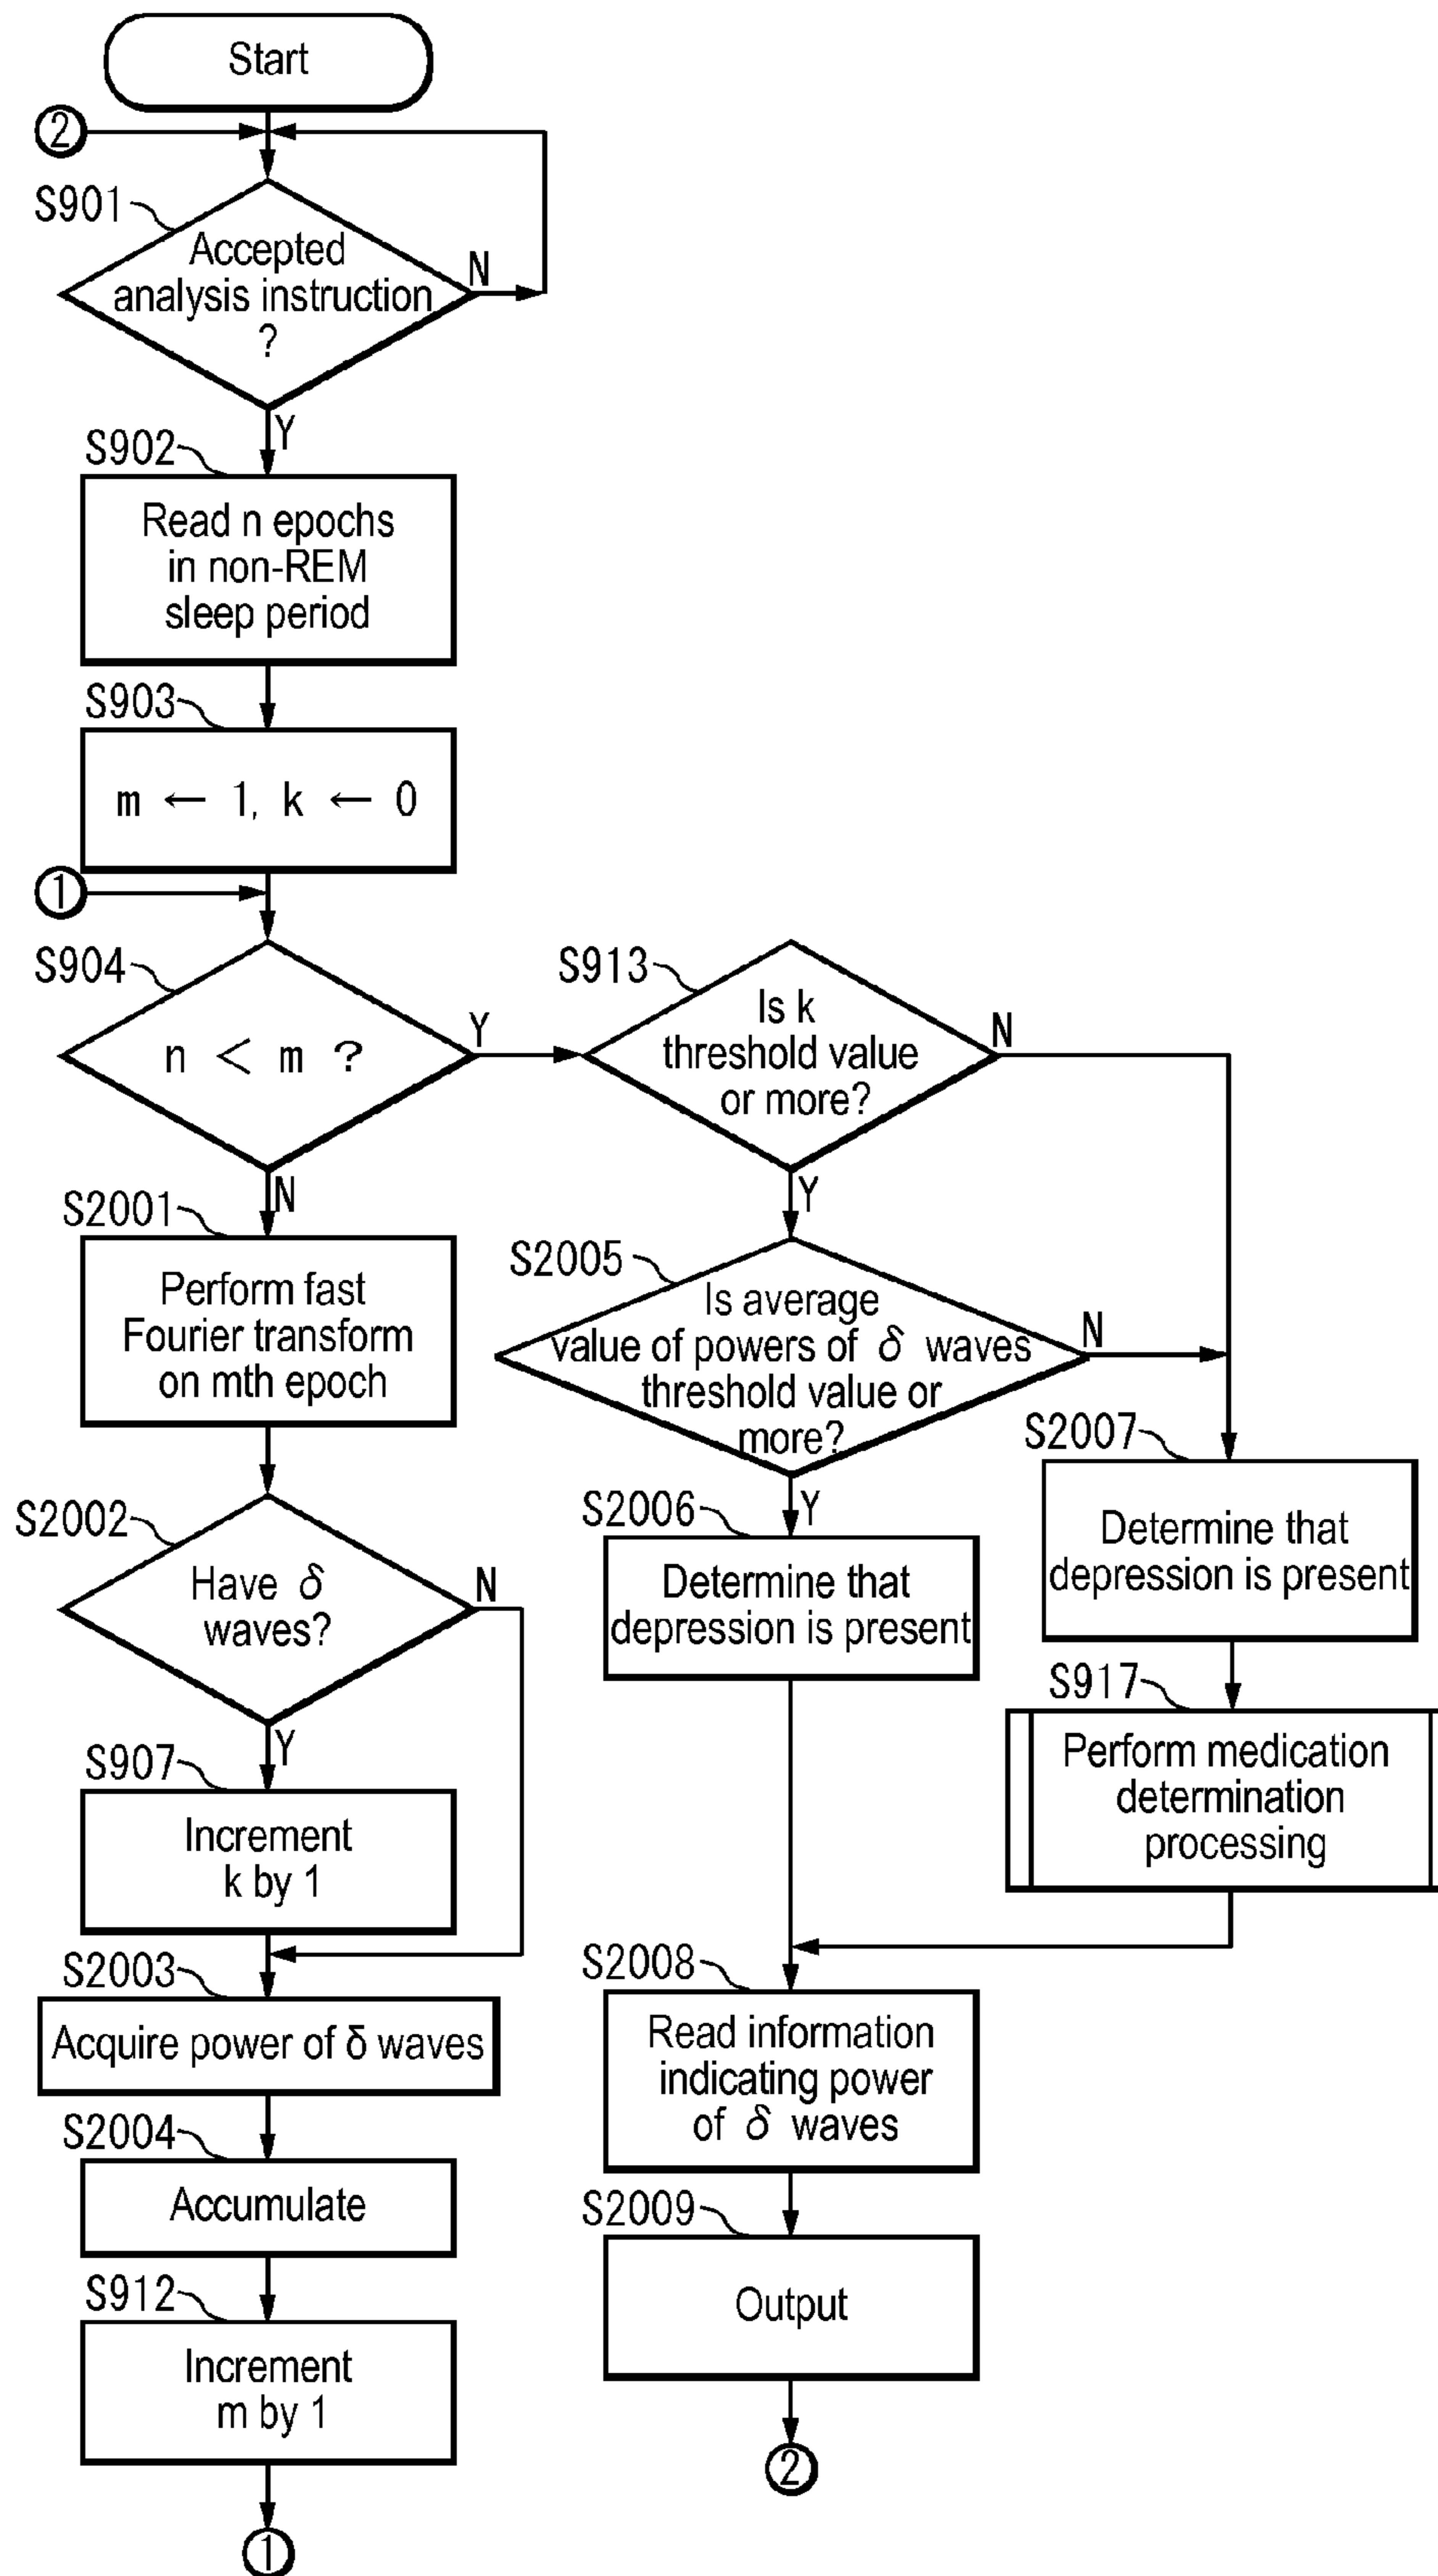 Start
②
S901
Accepted
analysis instruction
?
N
Y
S902
Read n epochs
in non-REM
sleep period
S903
m ← 1, k ← 0
①
S904
n < m ?
Y
N
S913
Is k
threshold value
or more?
N
Y
S2001
Perform fast
Fourier transform
on mth epoch
S2005
Is average
value of powers of δ waves
threshold value or
more?
N
Y
S2002
Have δ
waves?
N
Y
S2006
Determine that
depression is present
S2007
Determine that
depression is present
S917
Perform medication
determination
processing
S907
Increment
k by 1
S2003
Acquire power of δ waves
S2004
Accumulate
S912
Increment
m by 1
①
S2008
Read information
indicating power
of δ waves
S2009
Output
②